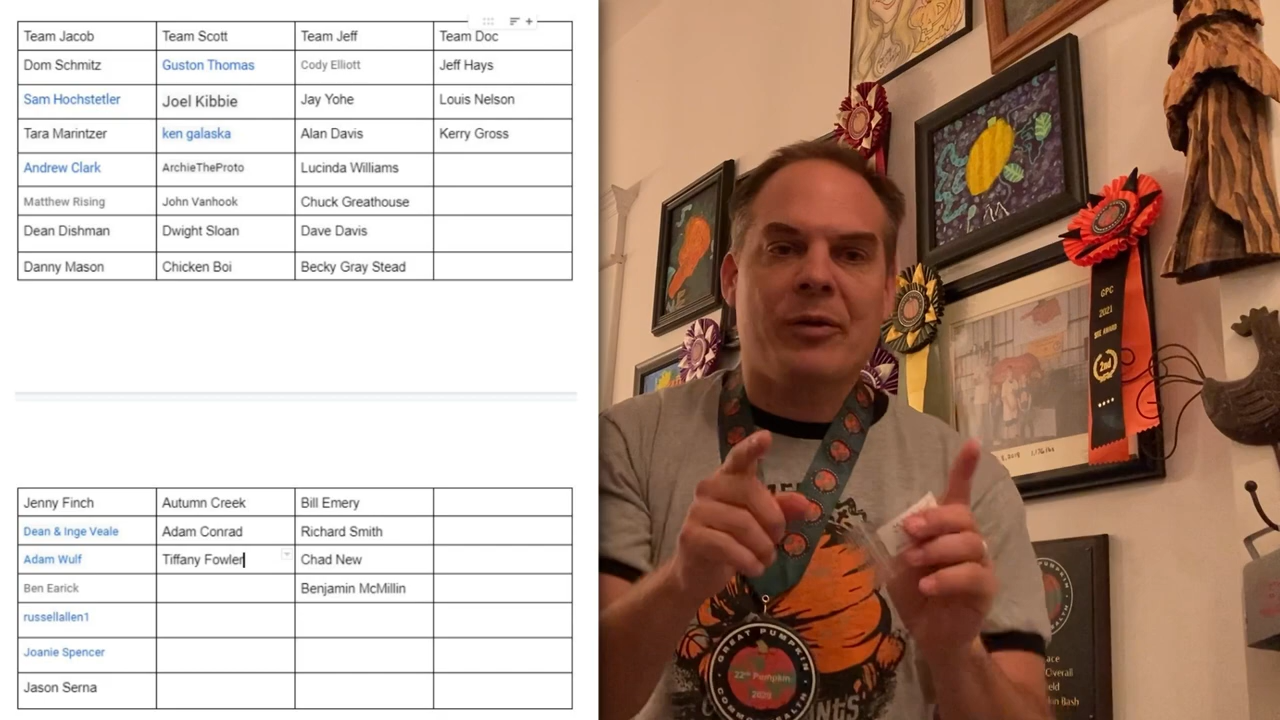 Team Jacob Team Scott Team Jeff Team Doc
Dom Schmitz Guston Thomas Cody Elliott Jeff Hays
Sam Hochstetler Joel Kibbie Jay Yohe Louis Nelson
Tara Marintzer ken galaska Alan Davis Kerry Gross
Andrew Clark ArchieTheProto Lucinda Williams
Matthew Rising John Vanhook Chuck Greathouse
Dean Dishman Dwight Sloan Dave Davis
Danny Mason Chicken Boi Becky Gray Stead
Jenny Finch Autumn Creek Bill Emery
Dean & Inge Veale Adam Conrad Richard Smith
Adam Wulf Tiffany Fowler Chad New
Ben Earick Benjamin McMillin
russellallen1
Joanie Spencer
Jason Serna
GPC
2021
2nd
GREAT PUMPKIN
22nd Pumpkin
2020
COMMONWEALTH
Overall